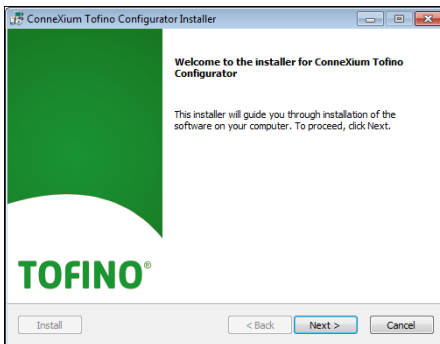 ConneXium Tofino Configurator Installer
Welcome to the installer for ConneXium Tofino
Configurator
This installer will guide you through installation of the
software on your computer. To proceed, click Next.
TOFINO®
Install
< Back
Next >
Cancel